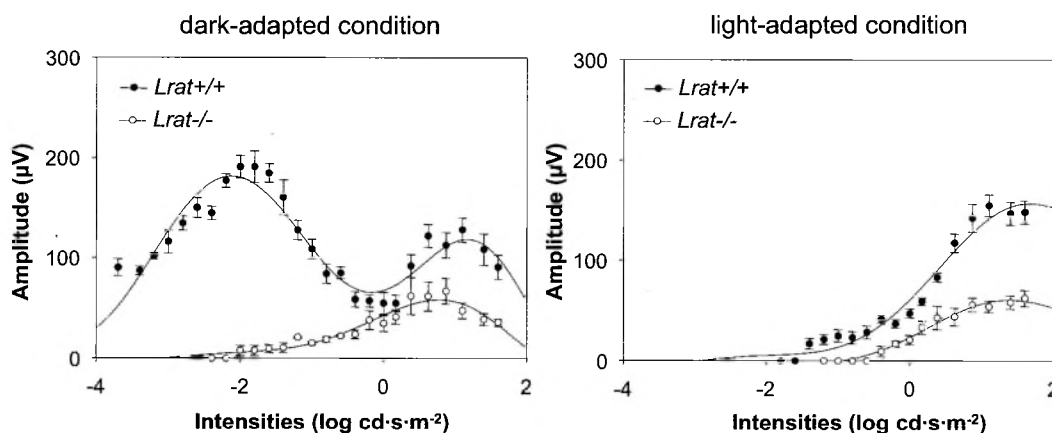 dark-adapted condition
300
200
100
0
Amplitude (µV)
Lrat+/+
Lrat-/-
-4
-2
0
2
Intensities (log cd·s·m-2)
light-adapted condition
300
200
100
0
Amplitude (µV)
Lrat+/+
Lrat-/-
-4
-2
0
2
Intensities (log cd·s·m-2)